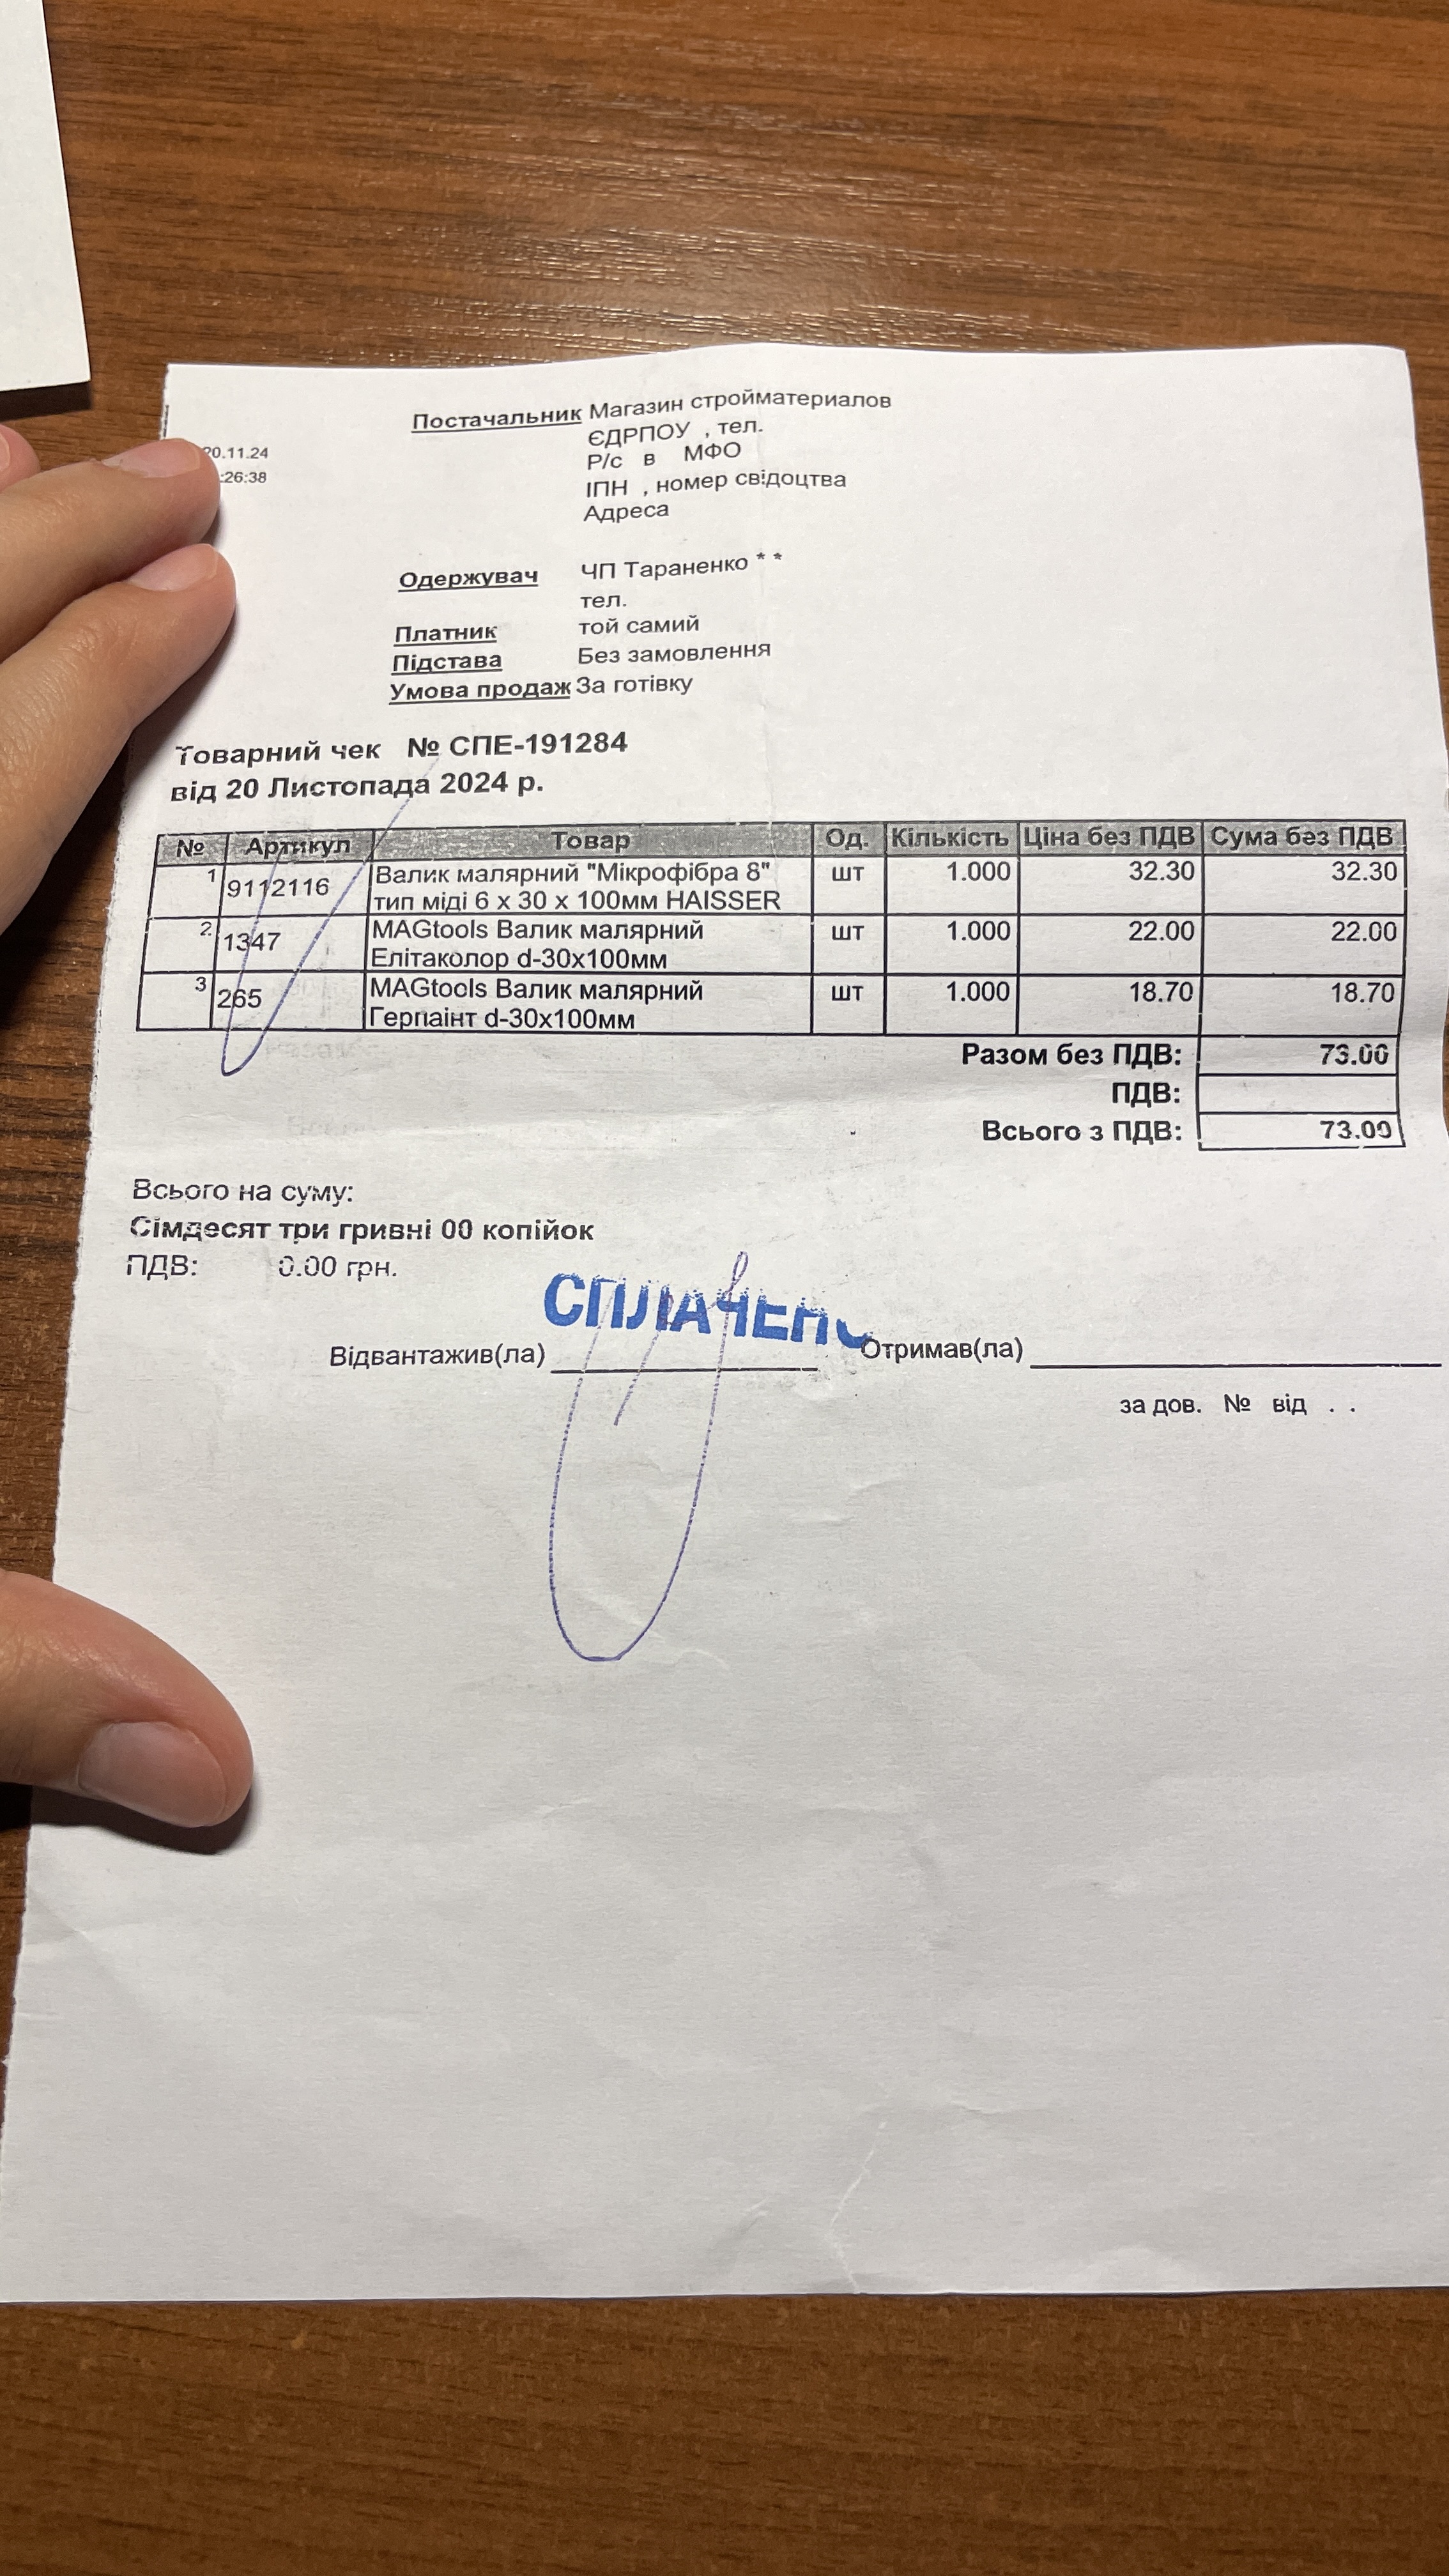 20.11.24
:26:38
Постачальник Магазин стройматериалов
ЄДРПОУ , тел.
Р/с в МФО
ІПН , номер свідоцтва
Адреса
Одержувач ЧП Тараненко * *
тел.
Платник той самий
Підстава Без замовлення
Умова продаж За готівку
Товарний чек № СПЕ-191284
від 20 Листопада 2024 р.
№ Артикул Товар Од. Кількість Ціна без ПДВ Сума без ПДВ
1 9112116 Валик малярний "Мікрофібра 8" шт 1.000 32.30 32.30
тип міді 6 x 30 x 100мм HAISSER
2 1347 MAGtools Валик малярний шт 1.000 22.00 22.00
Елітаколор d-30x100мм
3 265 MAGtools Валик малярний шт 1.000 18.70 18.70
Герпаінт d-30x100мм
Разом без ПДВ: 73.00
ПДВ:
Всього з ПДВ: 73.00
Всього на суму:
Сімдесят три гривні 00 копійок
ПДВ: 0.00 грн.
СПЛАЧЕНО
Відвантажив(ла) Отримав(ла)
за дов. № від . .